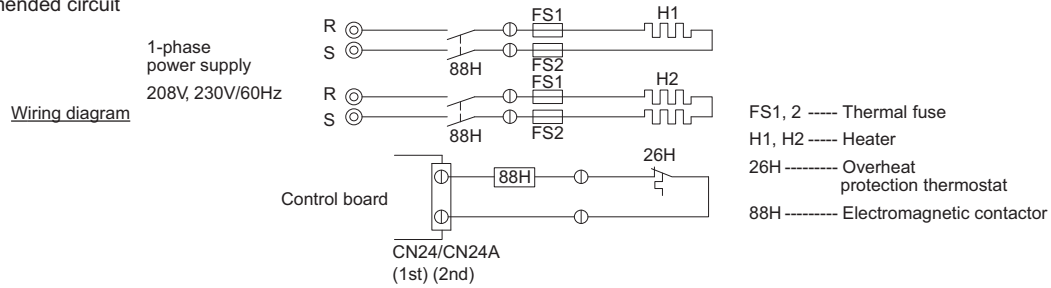 mended circuit
1-phase
power supply
208V, 230V/60Hz
Wiring diagram
R
S
88H
FS1
FS2
H1
R
S
88H
FS1
FS2
H2
Control board
88H
26H
CN24/CN24A
(1st) (2nd)
FS1, 2 ----- Thermal fuse
H1, H2 ----- Heater
26H --------- Overheat
protection thermostat
88H --------- Electromagnetic contactor